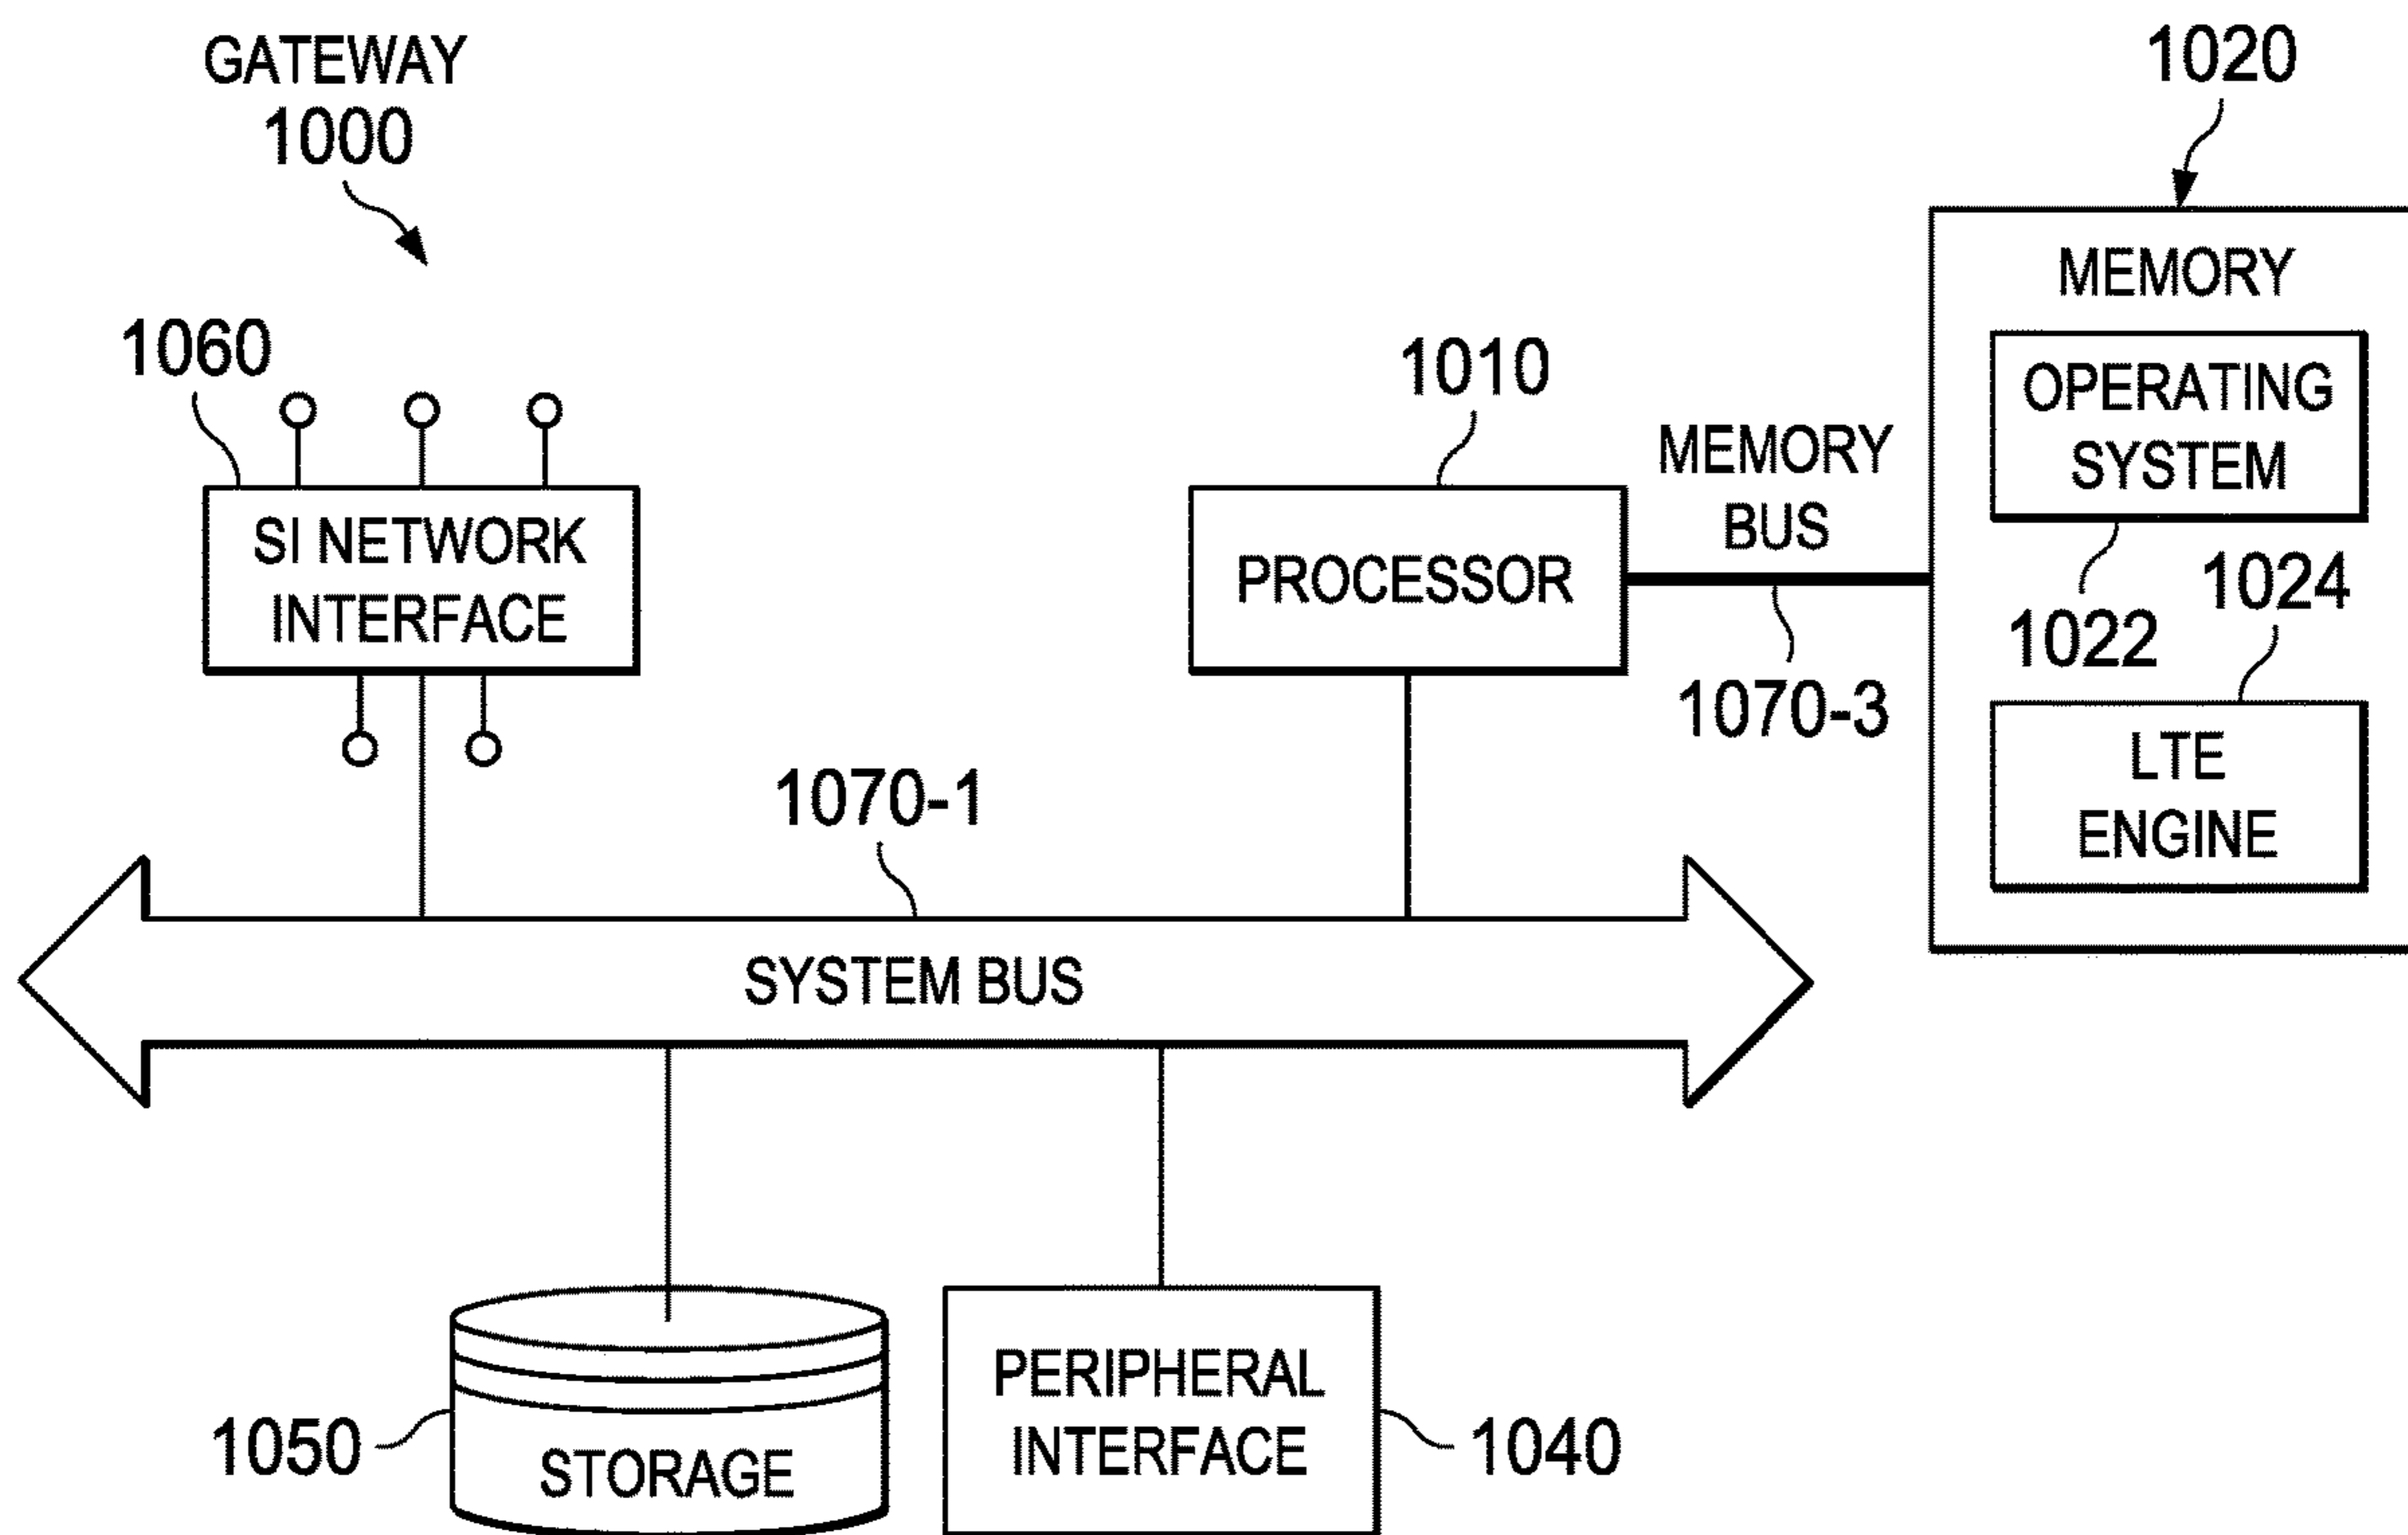 GATEWAY
1000
1020
1060
1010
MEMORY
OPERATING
SYSTEM
MEMORY
BUS
SI NETWORK
INTERFACE
PROCESSOR
1022
1024
1070-3
LTE
ENGINE
1070-1
SYSTEM BUS
1050
STORAGE
PERIPHERAL
INTERFACE
1040